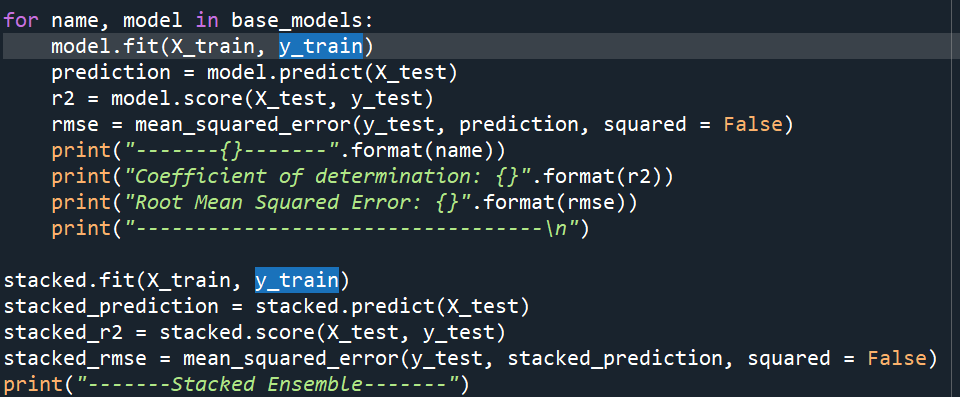 for name, model in base_models:
    model.fit(X_train, y_train)
    prediction = model.predict(X_test)
    r2 = model.score(X_test, y_test)
    rmse = mean_squared_error(y_test, prediction, squared = False)
    print("-------{}-------".format(name))
    print("Coefficient of determination: {}".format(r2))
    print("Root Mean Squared Error: {}".format(rmse))
    print("----------------------------------\n")

stacked.fit(X_train, y_train)
stacked_prediction = stacked.predict(X_test)
stacked_r2 = stacked.score(X_test, y_test)
stacked_rmse = mean_squared_error(y_test, stacked_prediction, squared = False)
print("-------Stacked Ensemble-------")